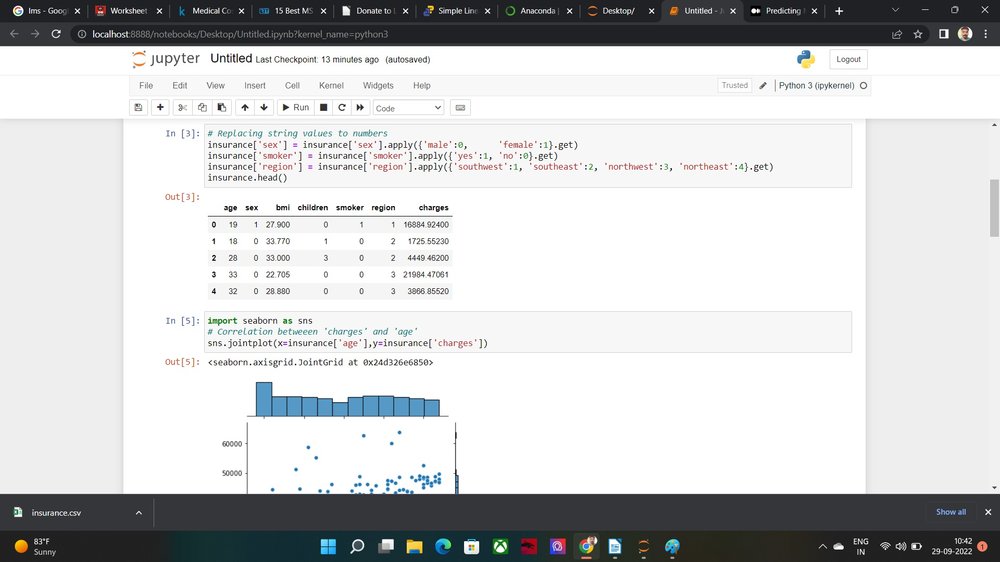 Ims - Goog
Worksheet
Medical Co
15 Best MS
Donate to L
Simple Line
Anaconda |
Desktop/
Untitled - J
Predicting
localhost:8888/notebooks/Desktop/Untitled.ipynb?kernel_name=python3
jupyter Untitled Last Checkpoint: 13 minutes ago (autosaved)
Logout
File Edit View Insert Cell Kernel Widgets Help
Trusted Python 3 (ipykernel)
Run Code
In [3]: # Replacing string values to numbers
insurance['sex'] = insurance['sex'].apply({'male':0,      'female':1}.get)
insurance['smoker'] = insurance['smoker'].apply({'yes':1, 'no':0}.get)
insurance['region'] = insurance['region'].apply({'southwest':1, 'southeast':2, 'northwest':3, 'northeast':4}.get)
insurance.head()
Out[3]:
age sex bmi children smoker region charges
0 19 1 27.900 0 1 1 16884.92400
1 18 0 33.770 1 0 2 1725.55230
2 28 0 33.000 3 0 2 4449.46200
3 33 0 22.705 0 0 3 21984.47061
4 32 0 28.880 0 0 3 3866.85520
In [5]: import seaborn as sns
# Correlation betweeen 'charges' and 'age'
sns.jointplot(x=insurance['age'],y=insurance['charges'])
Out[5]: <seaborn.axisgrid.JointGrid at 0x24d326e6850>
60000
50000
insurance.csv
Show all
83°F
Sunny
ENG
IN
10:42
29-09-2022
1